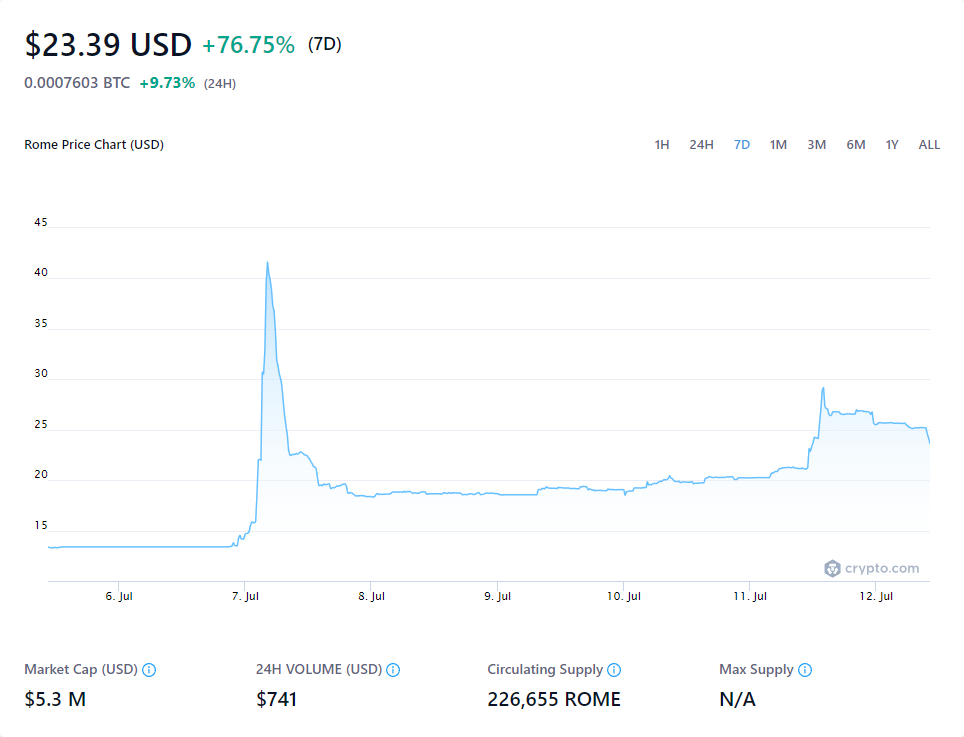 $23.39 USD +76.75% (7D)
0.0007603 BTC +9.73% (24H)
Rome Price Chart (USD) 1H 24H 7D 1M 3M 6M 1Y ALL
45
40
35
30
25
20
15
crypto.com
6. Jul 7. Jul 8. Jul 9. Jul 10. Jul 11. Jul 12. Jul
Market Cap (USD) 24H VOLUME (USD) Circulating Supply Max Supply
$5.3 M $741 226,655 ROME N/A